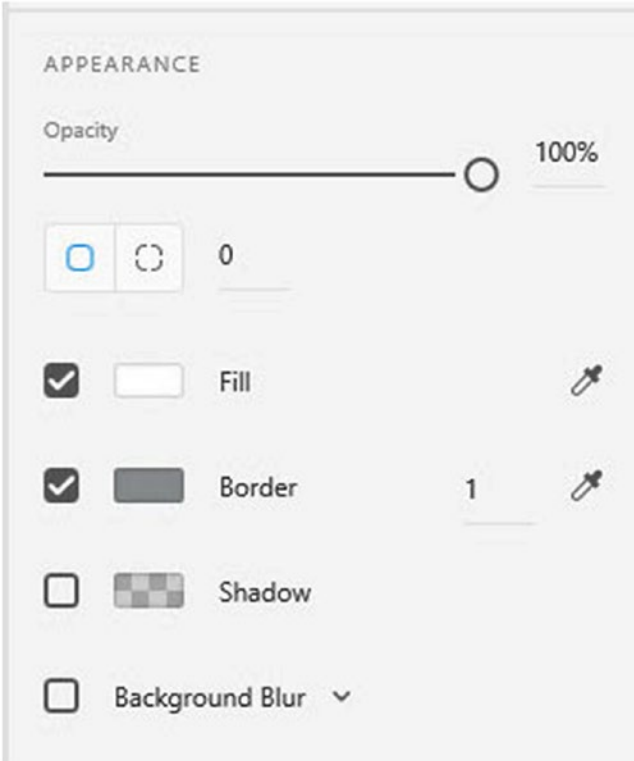 APPEARANCE
Opacity
100%
0
Fill
Border 1
Shadow
Background Blur